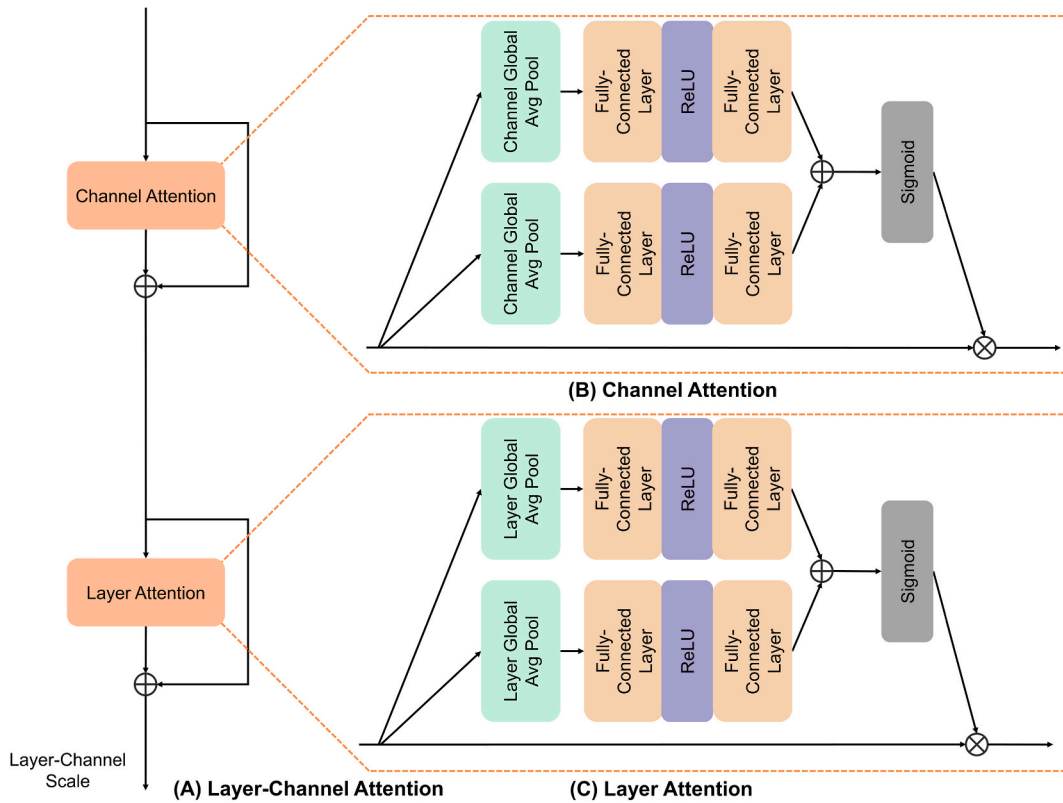 Channel Attention
Channel Global
Avg Pool
Fully-
Connected
Layer
ReLU
Fully-
Connected
Layer
Channel Global
Avg Pool
Fully-
Connected
Layer
ReLU
Fully-
Connected
Layer
Sigmoid
(B) Channel Attention
Layer Attention
Layer Global
Avg Pool
Fully-
Connected
Layer
ReLU
Fully-
Connected
Layer
Layer Global
Avg Pool
Fully-
Connected
Layer
ReLU
Fully-
Connected
Layer
Sigmoid
Layer-Channel
Scale
(A) Layer-Channel Attention
(C) Layer Attention